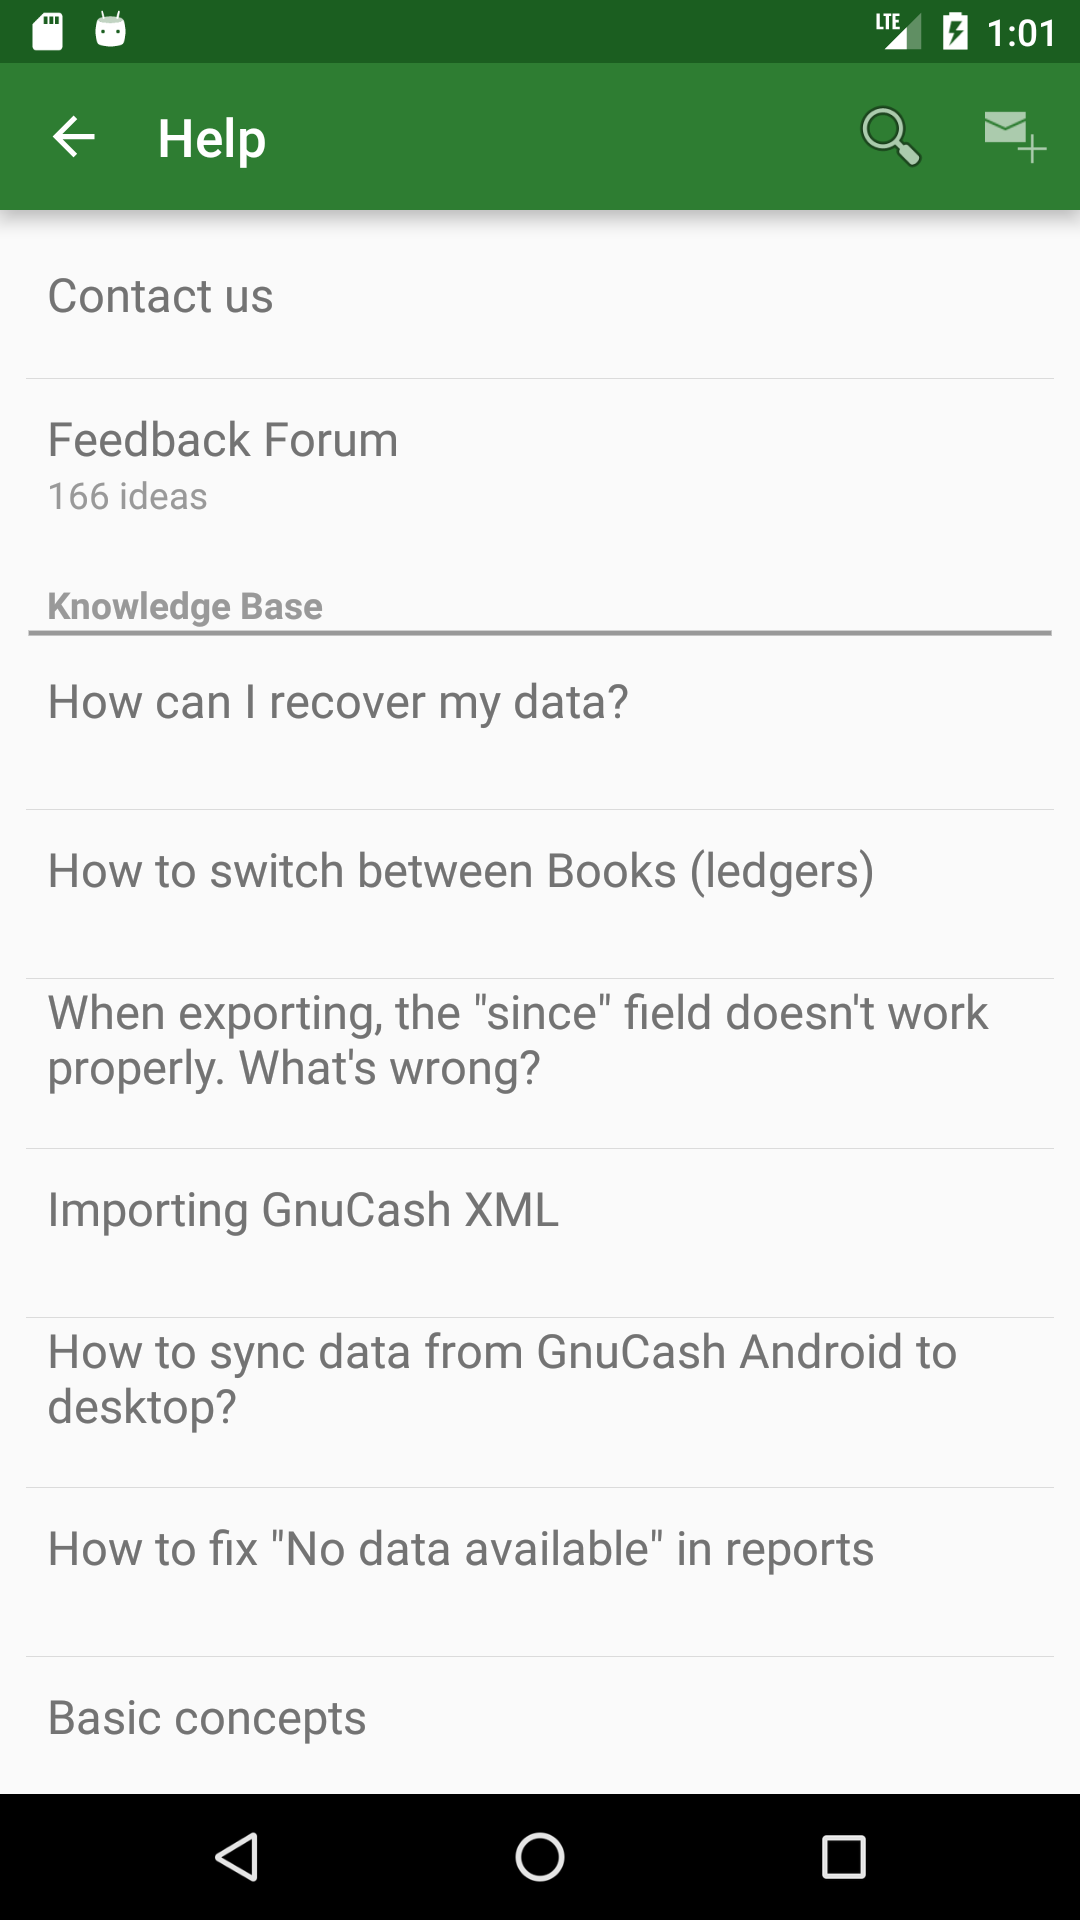 LTE 1:01
Help
Contact us
Feedback Forum
166 ideas
Knowledge Base
How can I recover my data?
How to switch between Books (ledgers)
When exporting, the "since" field doesn't work
properly. What's wrong?
Importing GnuCash XML
How to sync data from GnuCash Android to
desktop?
How to fix "No data available" in reports
Basic concepts